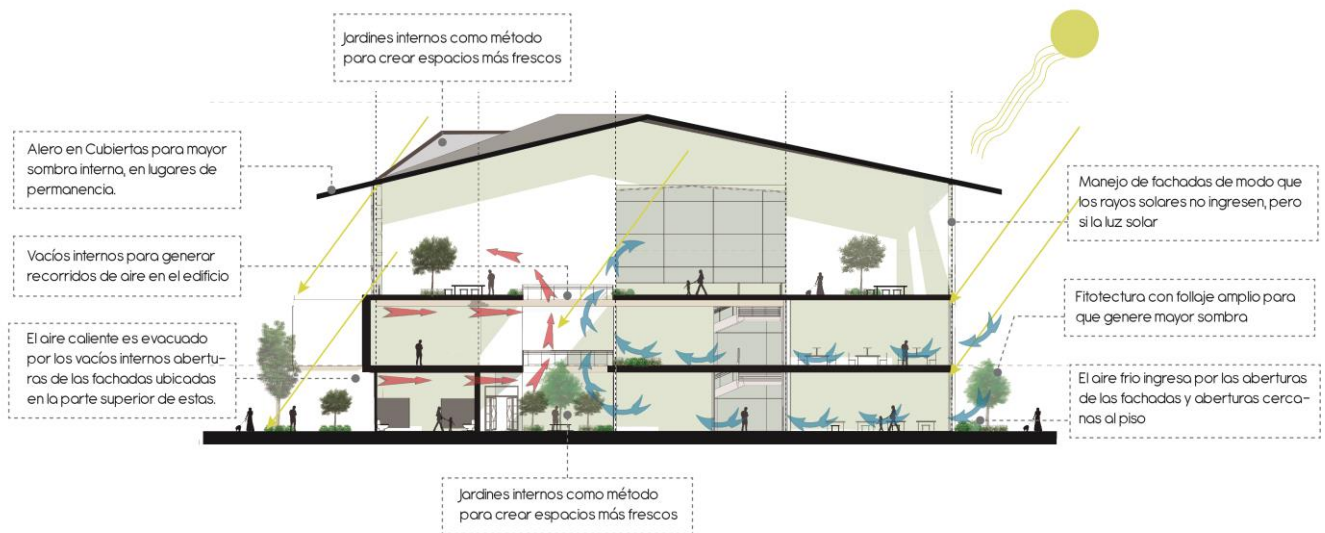 Jardines internos como método
para crear espacios más frescos
Alero en Cubiertas para mayor
sombra interna, en lugares de
permanencia.
Vacíos internos para generar
recorridos de aire en el edificio
El aire caliente es evacuado
por los vacíos internos abertu-
ras de las fachadas ubicadas
en la parte superior de estas.
Manejo de fachadas de modo que
los rayos solares no ingresen, pero
si la luz solar
Fitotectura con follaje amplio para
que genere mayor sombra
El aire frio ingresa por las aberturas
de las fachadas y aberturas cerca-
nas al piso
Jardines internos como método
para crear espacios más frescos